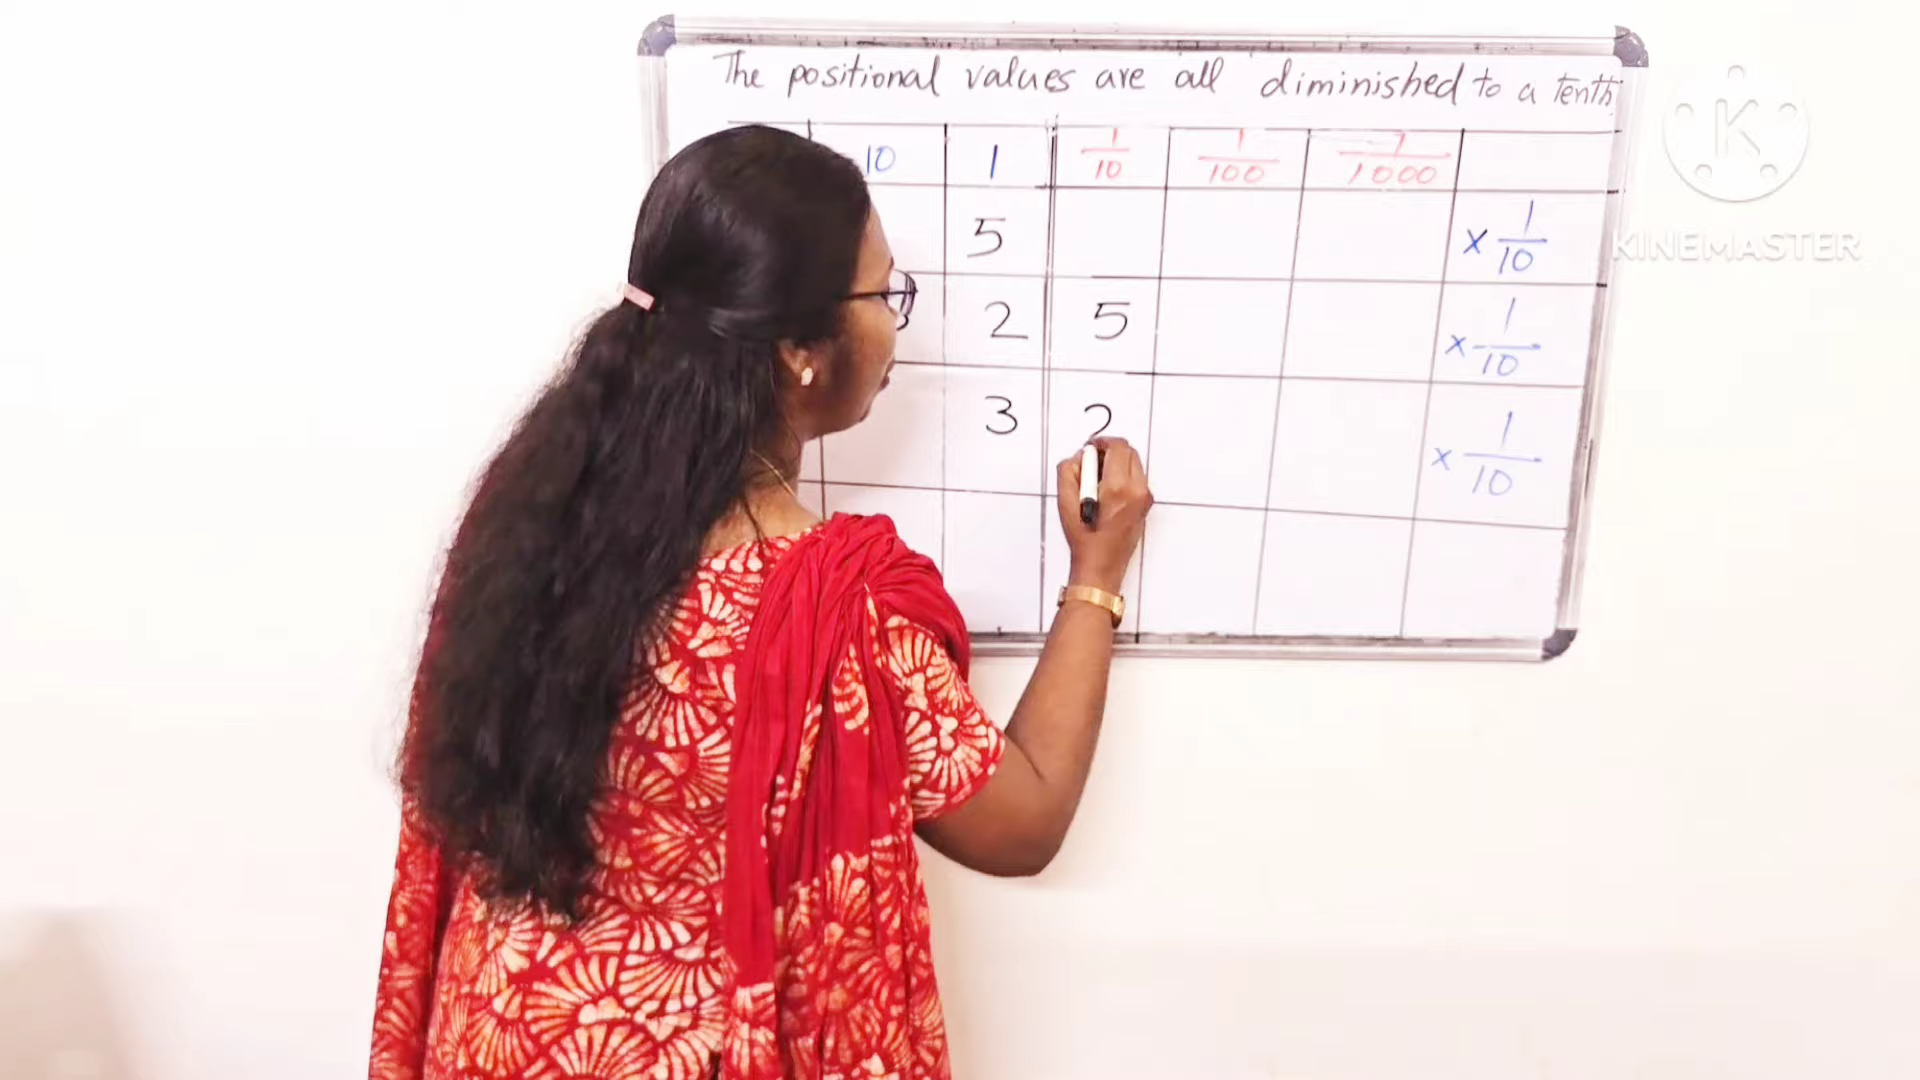 The positional values are all diminished to a tenth
10 1 1/10 1/100 1/1000
5 × 1/10
2 5 × 1/10
3 2 × 1/10
K
KINEMASTER